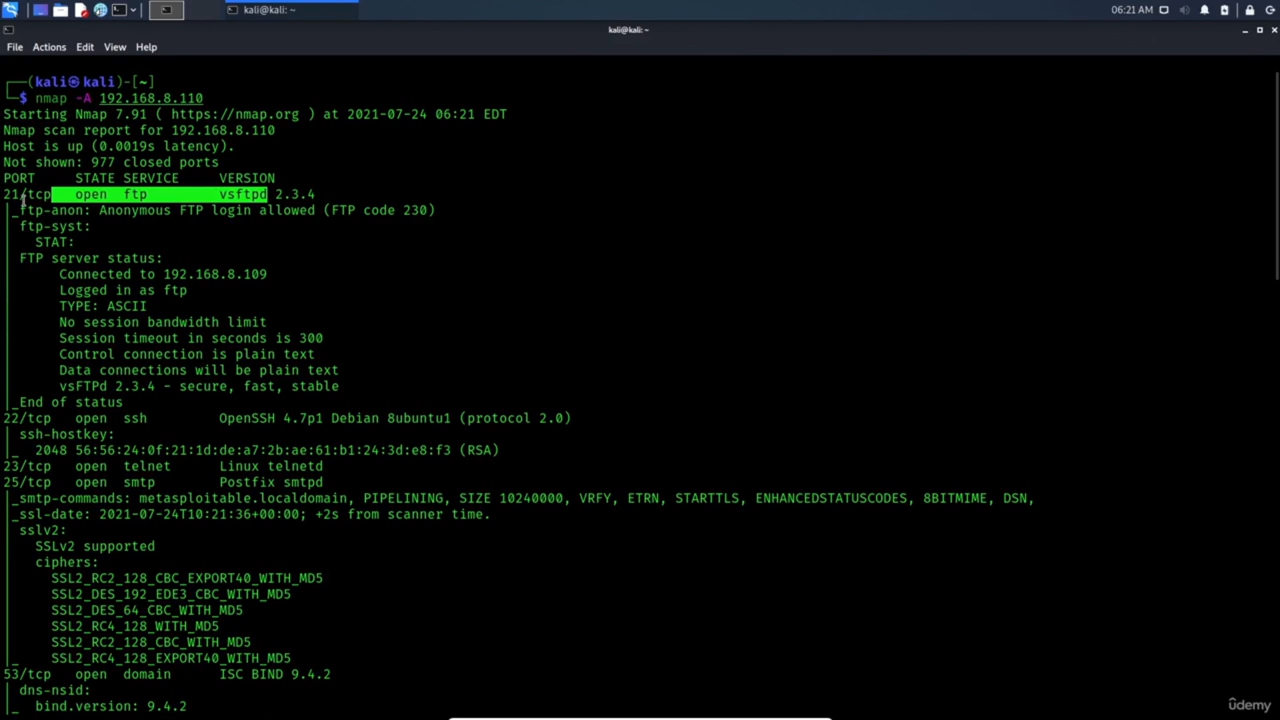 kali@kali: ~
06:21 AM
kali@kali:~
File Actions Edit View Help
(kali㉿kali)-[~]
$ nmap -A 192.168.8.110
Starting Nmap 7.91 ( https://nmap.org ) at 2021-07-24 06:21 EDT
Nmap scan report for 192.168.8.110
Host is up (0.0019s latency).
Not shown: 977 closed ports
PORT     STATE SERVICE     VERSION
21/tcp   open  ftp         vsftpd 2.3.4
|_ftp-anon: Anonymous FTP login allowed (FTP code 230)
| ftp-syst:
|   STAT:
| FTP server status:
|      Connected to 192.168.8.109
|      Logged in as ftp
|      TYPE: ASCII
|      No session bandwidth limit
|      Session timeout in seconds is 300
|      Control connection is plain text
|      Data connections will be plain text
|      vsFTPd 2.3.4 - secure, fast, stable
|_End of status
22/tcp   open  ssh         OpenSSH 4.7p1 Debian 8ubuntu1 (protocol 2.0)
| ssh-hostkey:
|_  2048 56:56:24:0f:21:1d:de:a7:2b:ae:61:b1:24:3d:e8:f3 (RSA)
23/tcp   open  telnet      Linux telnetd
25/tcp   open  smtp        Postfix smtpd
|_smtp-commands: metasploitable.localdomain, PIPELINING, SIZE 10240000, VRFY, ETRN, STARTTLS, ENHANCEDSTATUSCODES, 8BITMIME, DSN,
|_ssl-date: 2021-07-24T10:21:36+00:00; +2s from scanner time.
| sslv2:
|   SSLv2 supported
|   ciphers:
|     SSL2_RC2_128_CBC_EXPORT40_WITH_MD5
|     SSL2_DES_192_EDE3_CBC_WITH_MD5
|     SSL2_DES_64_CBC_WITH_MD5
|     SSL2_RC4_128_WITH_MD5
|     SSL2_RC2_128_CBC_WITH_MD5
|_    SSL2_RC4_128_EXPORT40_WITH_MD5
53/tcp   open  domain      ISC BIND 9.4.2
| dns-nsid:
|_  bind.version: 9.4.2
ûdemy